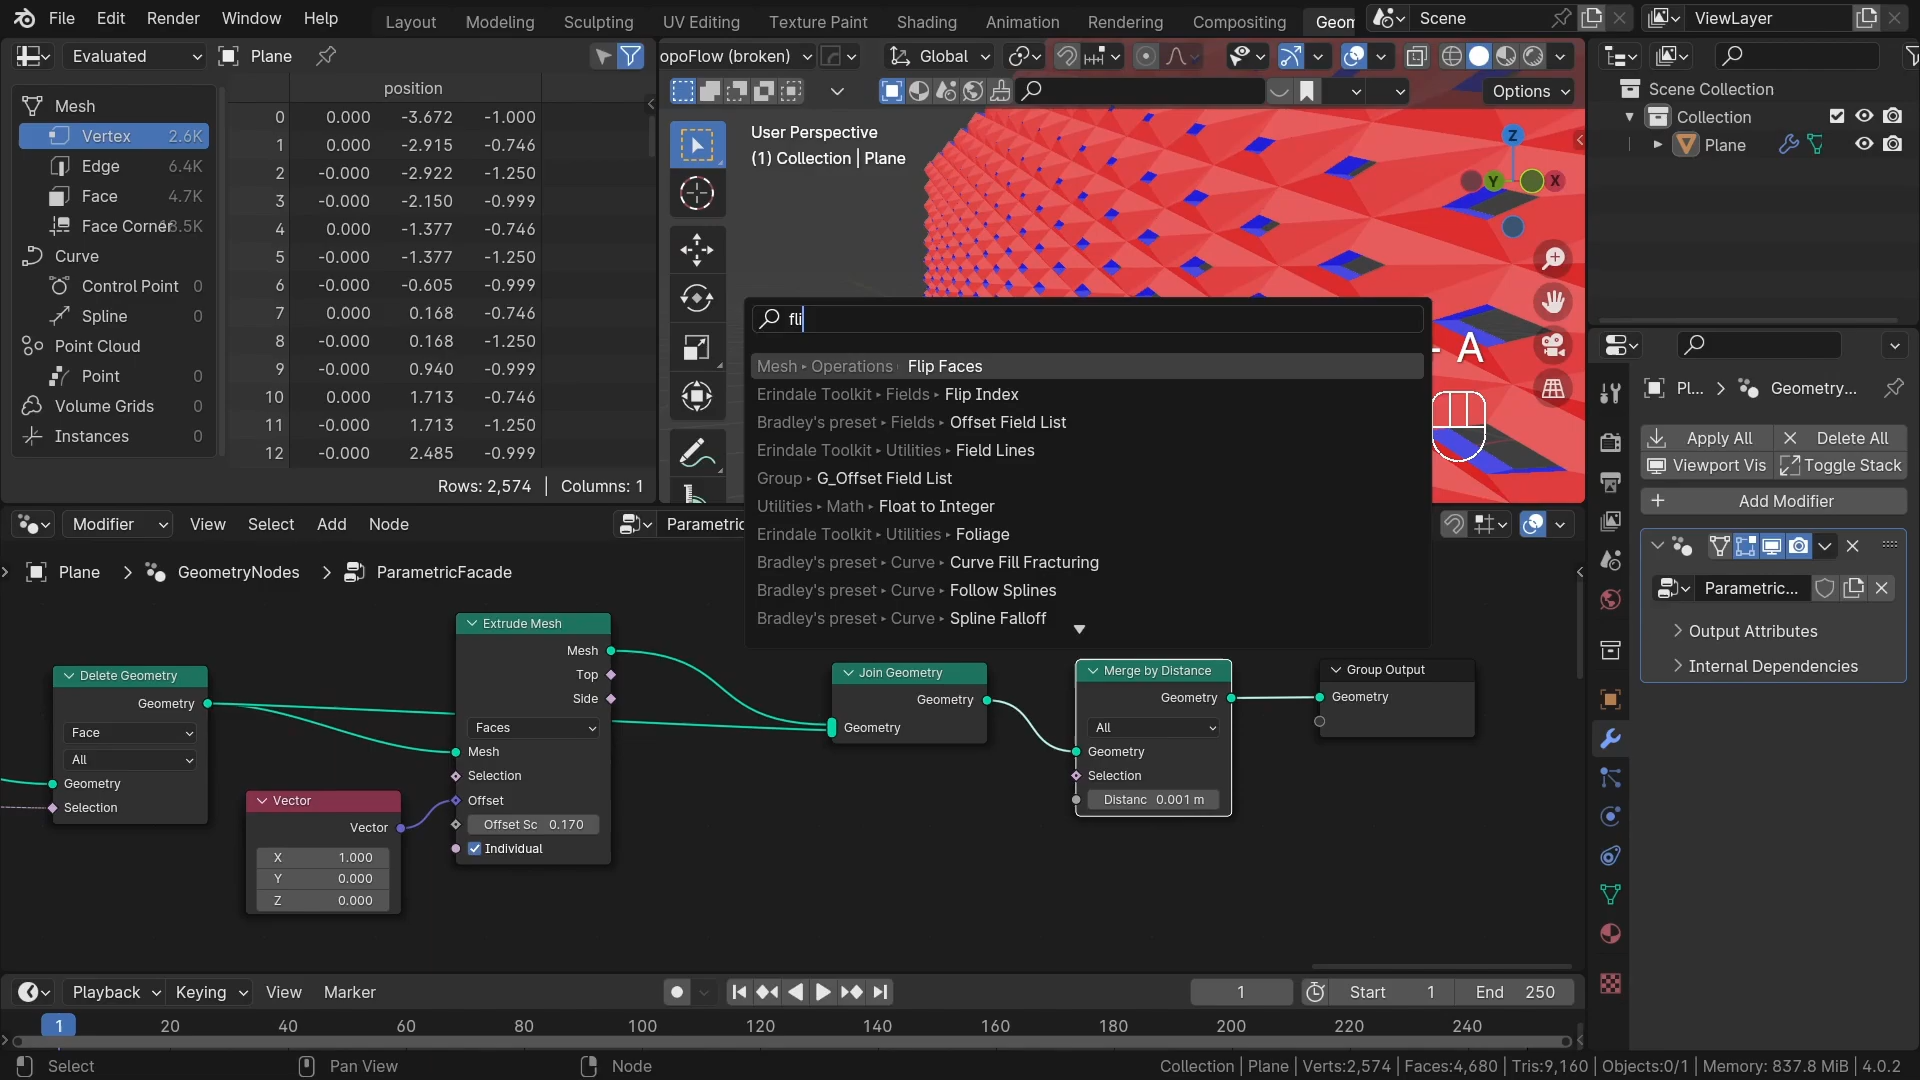 File Edit Render Window Help
Layout Modeling Sculpting UV Editing Texture Paint Shading Animation Rendering Compositing Geom
Scene
ViewLayer
Evaluated
Plane
opoFlow (broken)
Global
Options
position
Mesh
Vertex 2.6K
Edge 6.4K
Face 4.7K
Face Corner
Curve
Control Point 0
Spline 0
Point Cloud
Point 0
Volume Grids 0
Instances 0
0 0.000 -3.672 -1.000
1 0.000 -2.915 -0.746
2 -0.000 -2.922 -1.250
3 -0.000 -2.150 -0.999
4 0.000 -1.377 -0.746
5 -0.000 -1.377 -1.250
6 -0.000 -0.605 -0.999
7 0.000 0.168 -0.746
8 0.000 0.168 -1.250
9 -0.000 0.940 -0.999
10 0.000 1.713 -0.746
11 -0.000 1.713 -1.250
12 -0.000 2.485 -0.999
Rows: 2,574 | Columns: 1
User Perspective
(1) Collection | Plane
Z
Y
X
- A
fli
Mesh ▸ Operations ▸ Flip Faces
Erindale Toolkit ▸ Fields ▸ Flip Index
Bradley's preset ▸ Fields ▸ Offset Field List
Erindale Toolkit ▸ Utilities ▸ Field Lines
Group ▸ G_Offset Field List
Utilities ▸ Math ▸ Float to Integer
Erindale Toolkit ▸ Utilities ▸ Foliage
Bradley's preset ▸ Curve ▸ Curve Fill Fracturing
Bradley's preset ▸ Curve ▸ Follow Splines
Bradley's preset ▸ Curve ▸ Spline Falloff
Scene Collection
Collection
Plane
Pl... > Geometry...
Apply All Delete All
Viewport Vis Toggle Stack
Add Modifier
Parametric...
Output Attributes
Internal Dependencies
Modifier View Select Add Node
Parametric
Plane > GeometryNodes > ParametricFacade
Delete Geometry
Geometry
Face
All
Geometry
Selection
Vector
Vector
X 1.000
Y 0.000
Z 0.000
Extrude Mesh
Mesh
Top
Side
Faces
Mesh
Selection
Offset
Offset Sc 0.170
Individual
Join Geometry
Geometry
Geometry
Merge by Distance
Geometry
All
Geometry
Selection
Distanc 0.001 m
Group Output
Geometry
Playback Keying View Marker
1
Start 1
End 250
1 20 40 60 80 100 120 140 160 180 200 220 240
Select Pan View Node
Collection | Plane | Verts:2,574 | Faces:4,680 | Tris:9,160 | Objects:0/1 | Memory: 837.8 MiB | 4.0.2